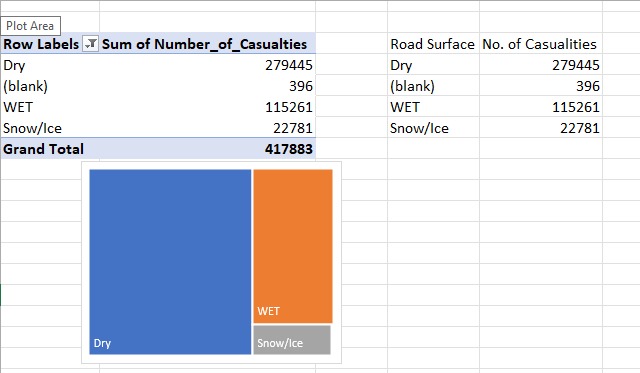 Plot Area
Row Labels Sum of Number_of_Casualties
Dry 279445
(blank) 396
WET 115261
Snow/Ice 22781
Grand Total 417883
Road Surface No. of Casualities
Dry 279445
(blank) 396
WET 115261
Snow/Ice 22781
WET
Dry
Snow/Ice